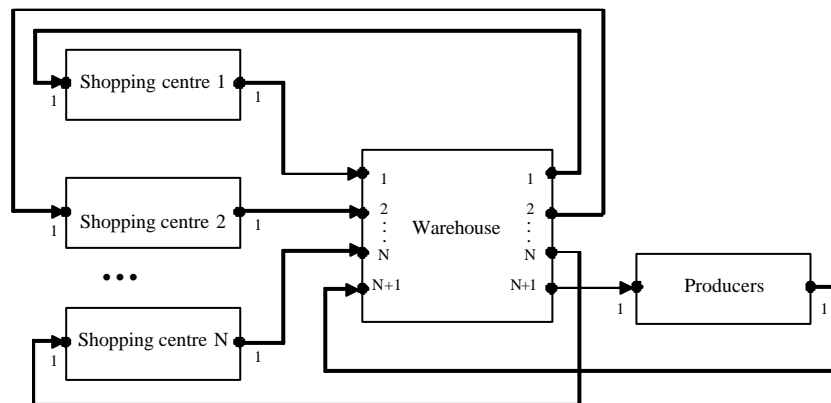 Shopping centre 1
1
1
Shopping centre 2
1
1
•••
Shopping centre N
1
1
Warehouse
1
2
N
N+1
1
2
N
N+1
Producers
1
1